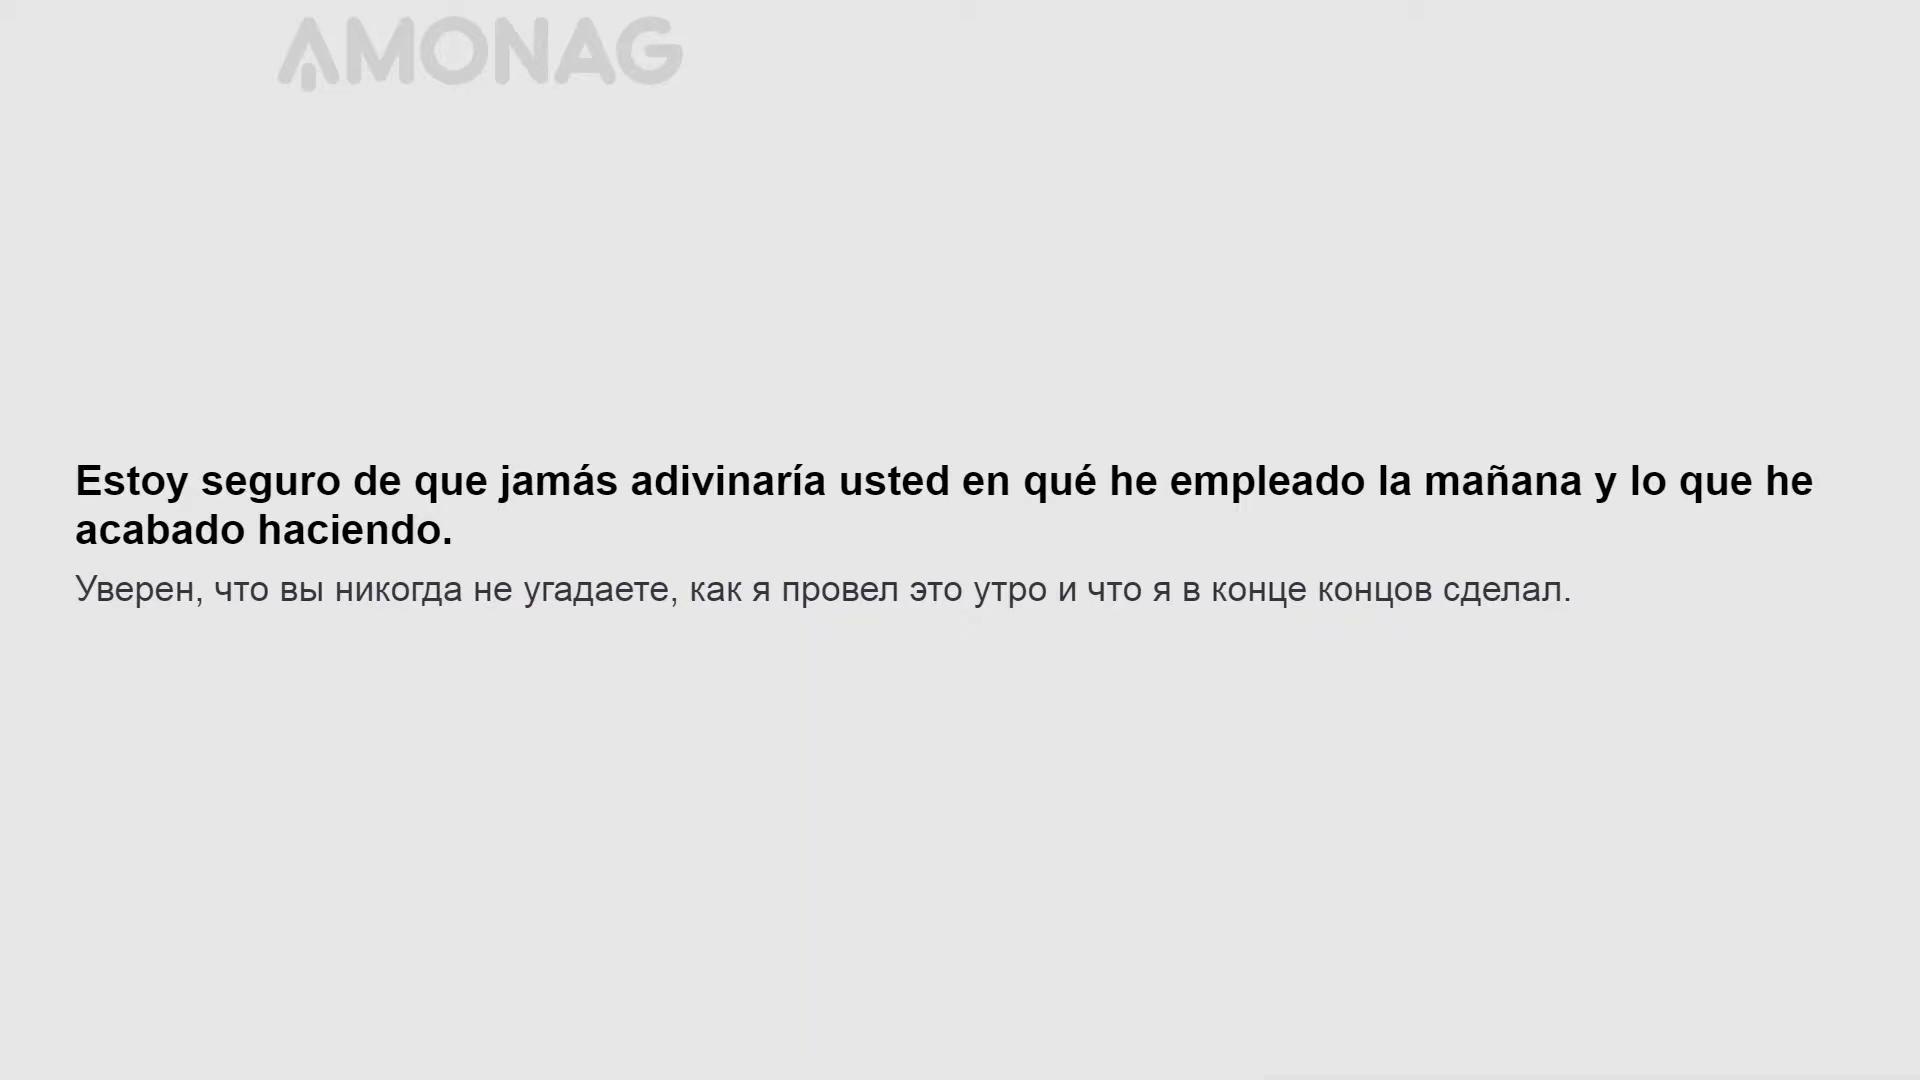 AMONAG
Estoy seguro de que jamás adivinaría usted en qué he empleado la mañana y lo que he
acabado haciendo.
Уверен, что вы никогда не угадаете, как я провел это утро и что я в конце концов сделал.